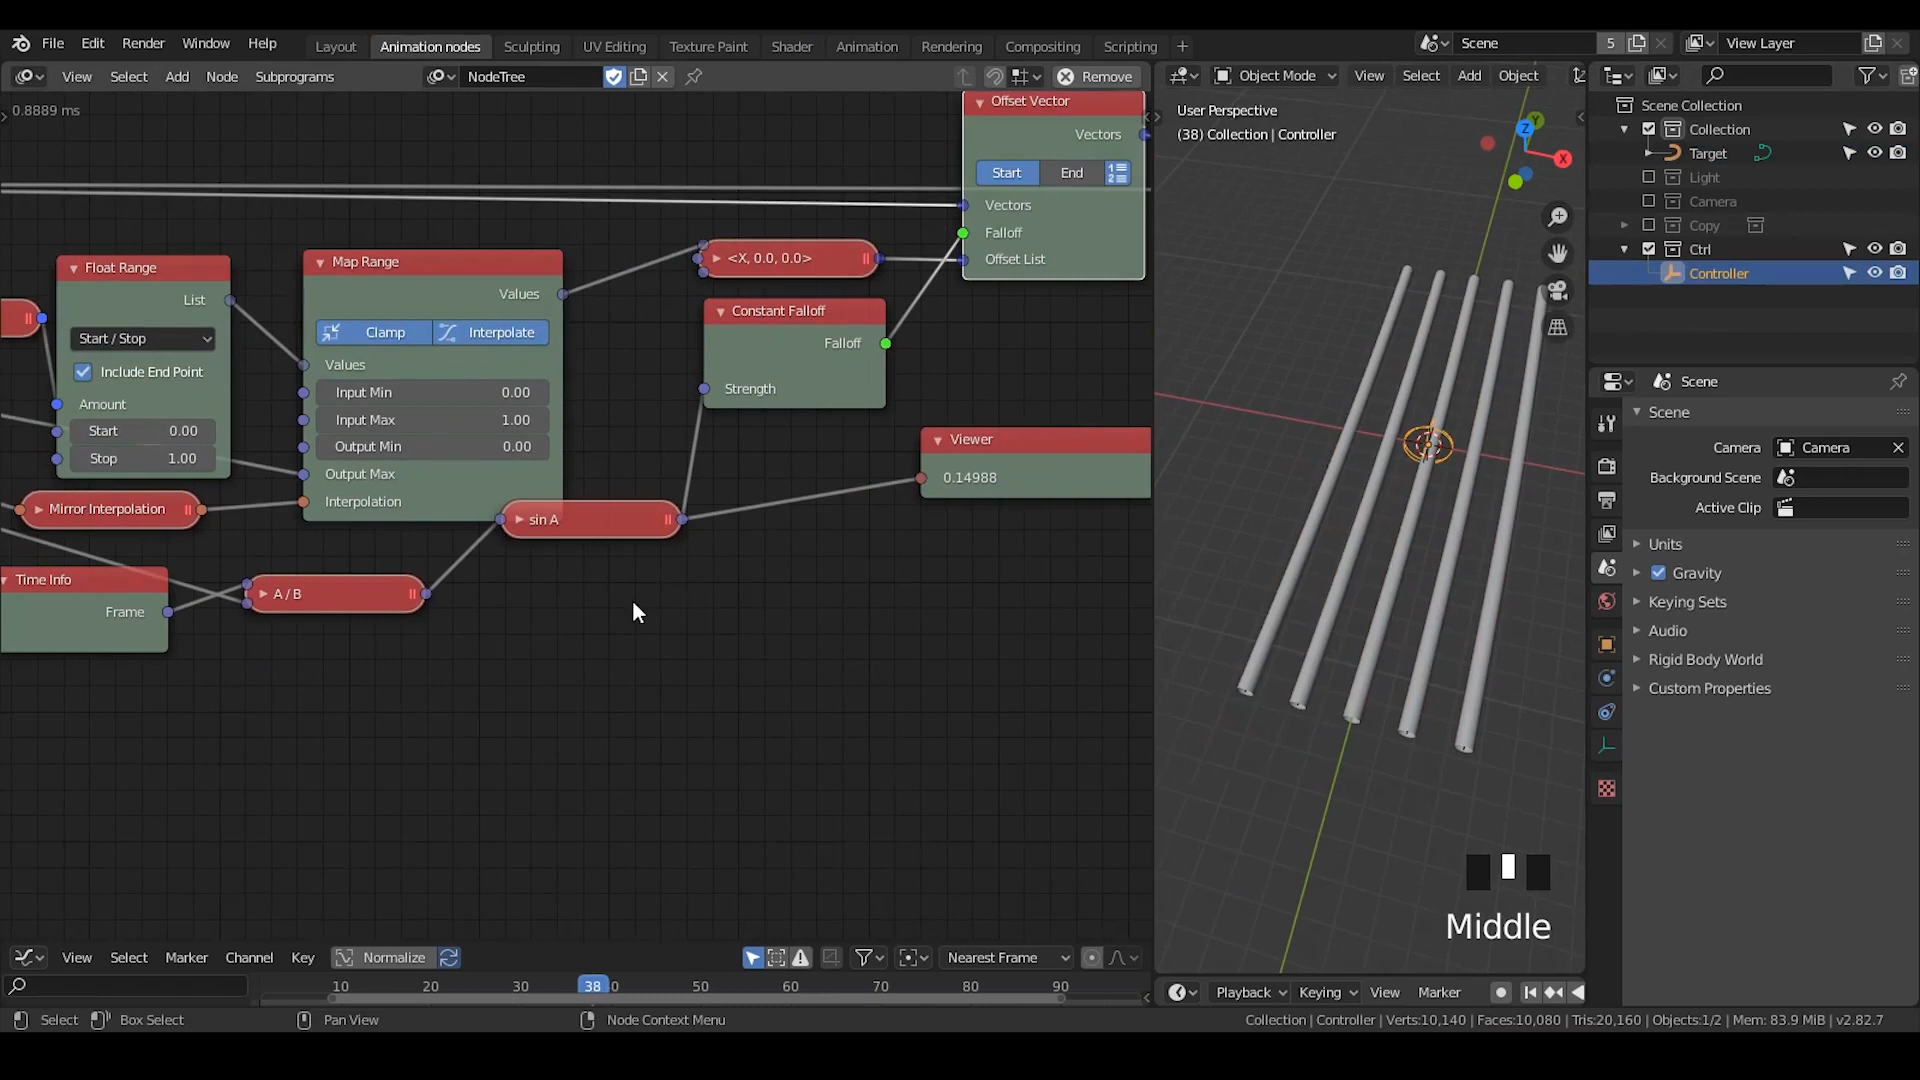 File Edit Render Window Help
Layout Animation nodes Sculpting UV Editing Texture Paint Shader Animation Rendering Compositing Scripting +
Scene 5 View Layer
View Select Add Node Subprograms NodeTree Remove
Object Mode View Select Add Object
0.8889 ms
Offset Vector
Vectors
Start End
Vectors
Falloff
Offset List
Float Range
List
Start / Stop
Include End Point
Amount
Start 0.00
Stop 1.00
Map Range
Values
Clamp Interpolate
Values
Input Min 0.00
Input Max 1.00
Output Min 0.00
Output Max
Interpolation
<X, 0.0, 0.0>
Constant Falloff
Falloff
Strength
Viewer
0.14988
Mirror Interpolation
sin A
Time Info
Frame
A / B
User Perspective
(38) Collection | Controller
Z
Y
X
Middle
Scene Collection
Collection
Target
Light
Camera
Copy
Ctrl
Controller
Scene
Scene
Camera Camera
Background Scene
Active Clip
Units
Gravity
Keying Sets
Audio
Rigid Body World
Custom Properties
View Select Marker Channel Key Normalize Nearest Frame
10 20 30 38 0 50 60 70 80 90
Playback Keying View Marker
Select Box Select Pan View Node Context Menu
Collection | Controller | Verts:10,140 | Faces:10,080 | Tris:20,160 | Objects:1/2 | Mem: 83.9 MiB | v2.82.7